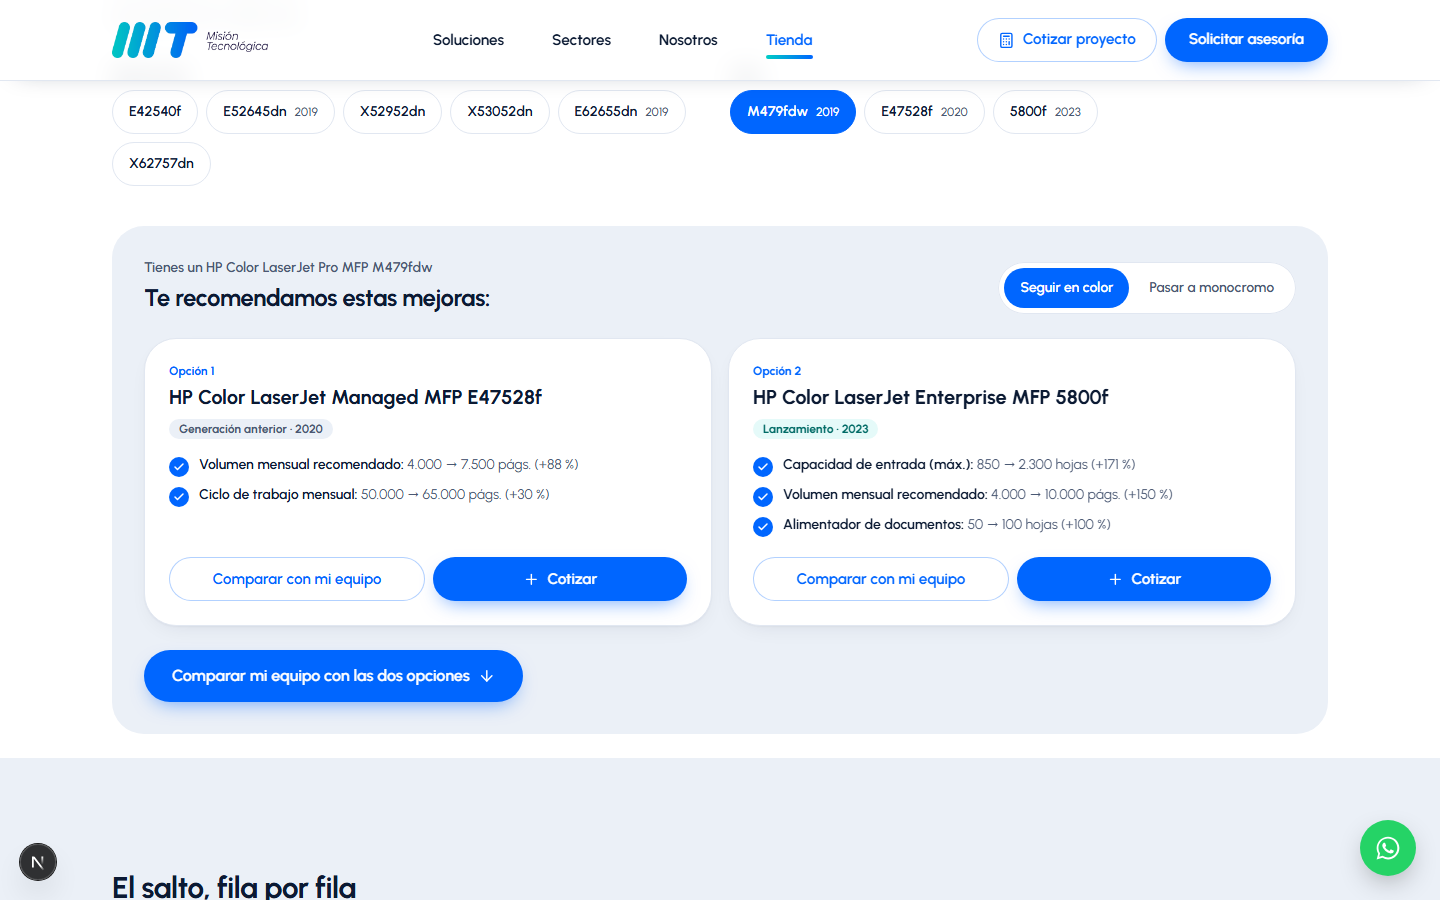 Misión
Tecnológica
Soluciones
Sectores
Nosotros
Tienda
Cotizar proyecto
Solicitar asesoría
E42540f
E52645dn 2019
X52952dn
X53052dn
E62655dn 2019
M479fdw 2019
E47528f 2020
5800f 2023
X62757dn
Tienes un HP Color LaserJet Pro MFP M479fdw
Te recomendamos estas mejoras:
Seguir en color
Pasar a monocromo
Opción 1
HP Color LaserJet Managed MFP E47528f
Generación anterior · 2020
Volumen mensual recomendado: 4.000 → 7.500 págs. (+88 %)
Ciclo de trabajo mensual: 50.000 → 65.000 págs. (+30 %)
Comparar con mi equipo
+ Cotizar
Opción 2
HP Color LaserJet Enterprise MFP 5800f
Lanzamiento · 2023
Capacidad de entrada (máx.): 850 → 2.300 hojas (+171 %)
Volumen mensual recomendado: 4.000 → 10.000 págs. (+150 %)
Alimentador de documentos: 50 → 100 hojas (+100 %)
Comparar con mi equipo
+ Cotizar
Comparar mi equipo con las dos opciones ↓
El salto, fila por fila
N